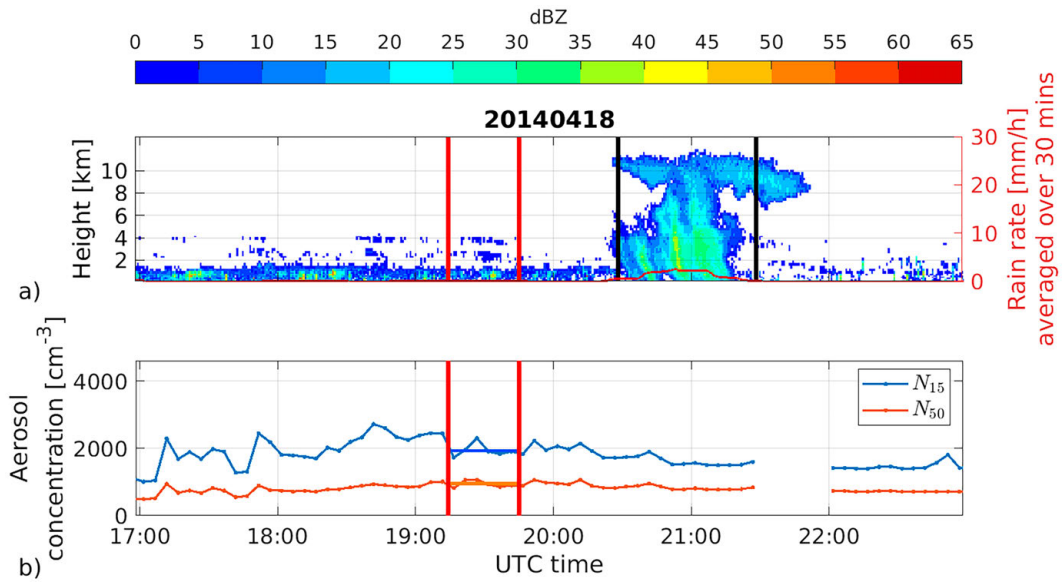 dBZ
0 5 10 15 20 25 30 35 40 45 50 55 60 65
20140418
Height [km]
10
8
6
4
2
30
20
10
0
Rain rate [mm/h]
averaged over 30 mins
a)
Aerosol
concentration [cm⁻³]
4000
2000
0
N₁₅
N₅₀
17:00 18:00 19:00 20:00 21:00 22:00
UTC time
b)